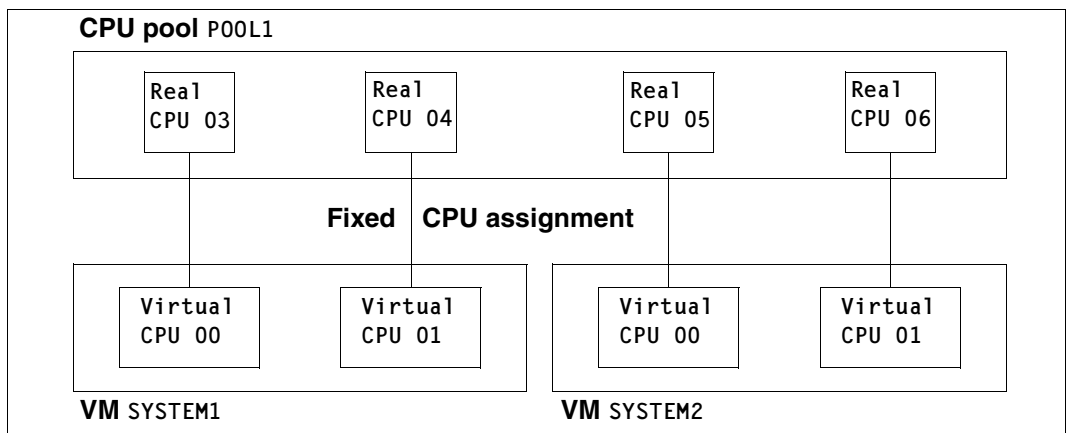 CPU pool POOL1
Real
CPU 03
Real
CPU 04
Real
CPU 05
Real
CPU 06
Fixed CPU assignment
Virtual
CPU 00
Virtual
CPU 01
Virtual
CPU 00
Virtual
CPU 01
VM SYSTEM1
VM SYSTEM2